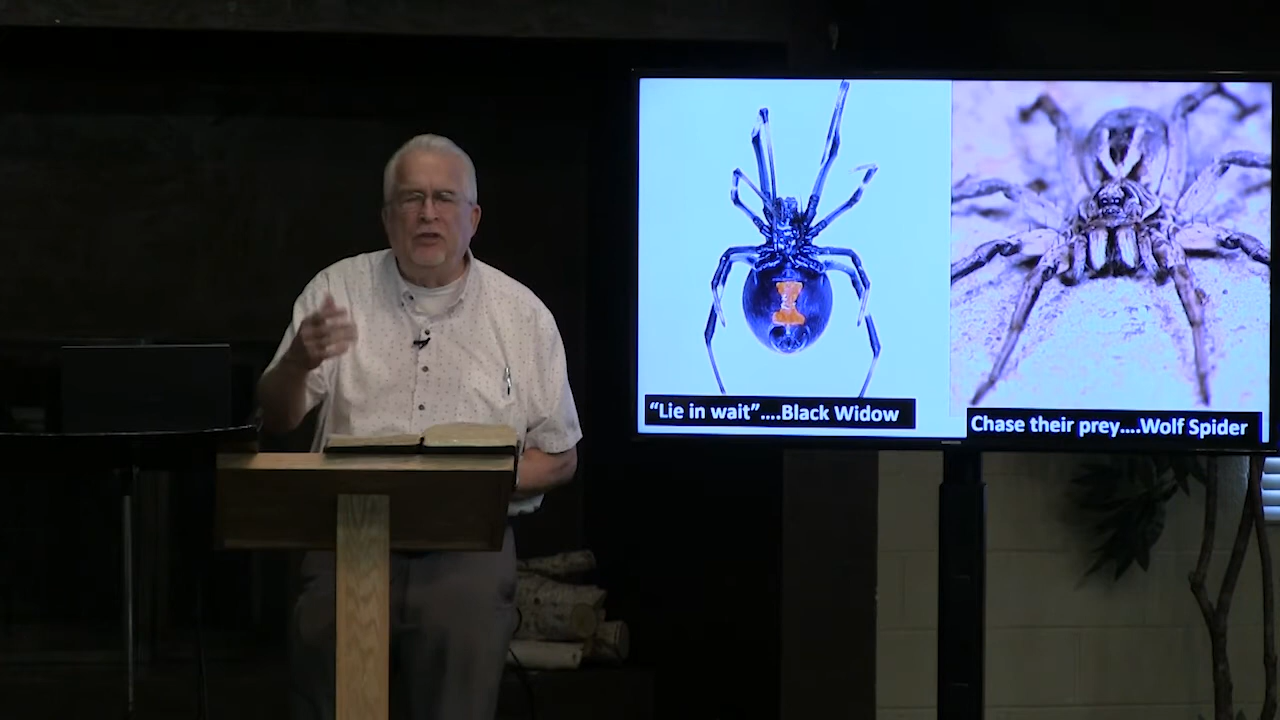 “Lie in wait”....Black Widow
Chase their prey....Wolf Spider